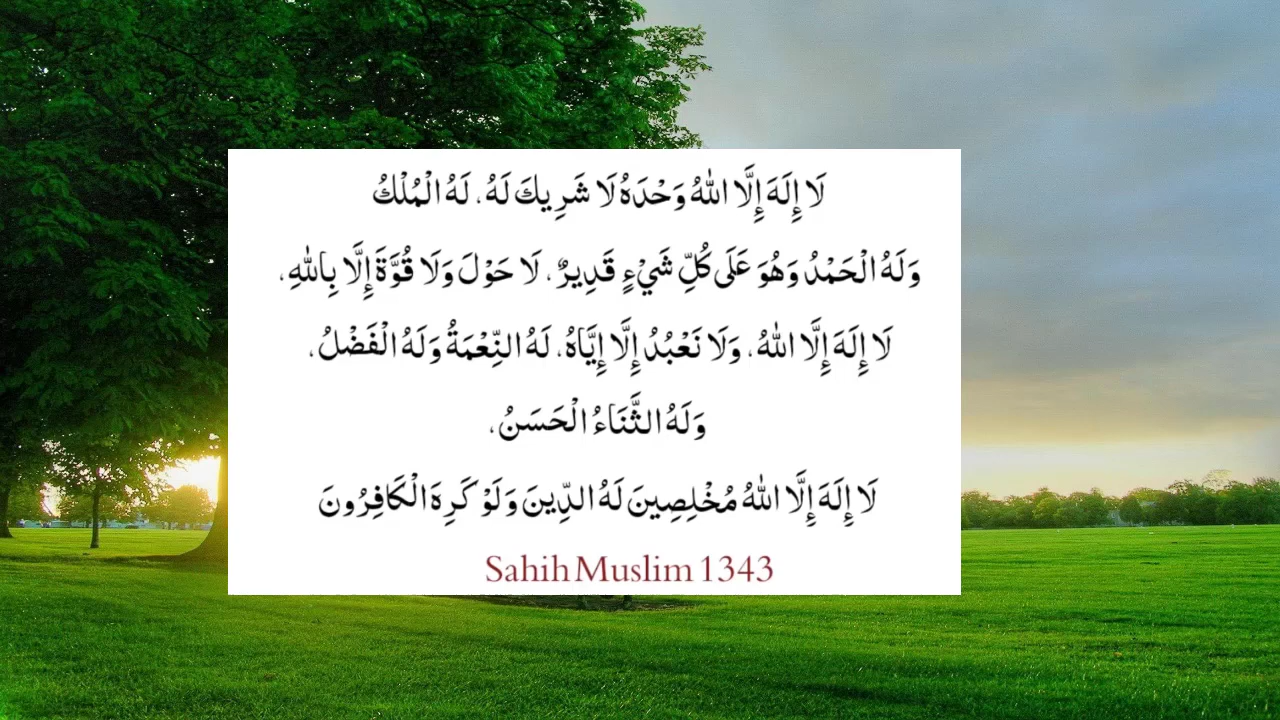 لَا إِلَهَ إِلَّا اللهُ وَحْدَهُ لَا شَرِيكَ لَهُ، لَهُ الْمُلْكُ
وَلَهُ الْحَمْدُ وَهُوَ عَلَى كُلِّ شَيْءٍ قَدِيرٌ، لَا حَوْلَ وَلَا قُوَّةَ إِلَّا بِاللهِ،
لَا إِلَهَ إِلَّا اللهُ، وَلَا نَعْبُدُ إِلَّا إِيَّاهُ، لَهُ النِّعْمَةُ وَلَهُ الْفَضْلُ،
وَلَهُ الثَّنَاءُ الْحَسَنُ،
لَا إِلَهَ إِلَّا اللهُ مُخْلِصِينَ لَهُ الدِّينَ وَلَوْ كَرِهَ الْكَافِرُونَ
Sahih Muslim 1343